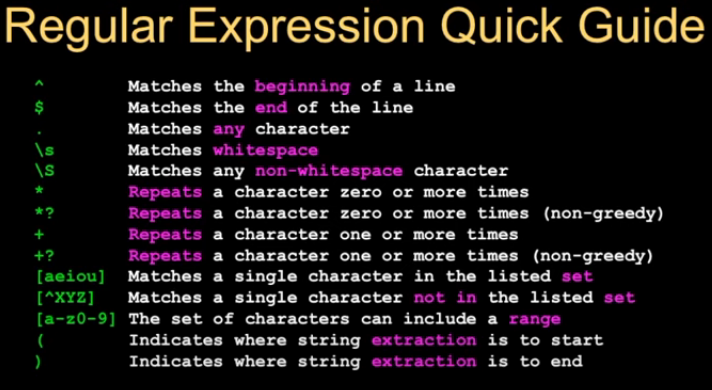 Regular Expression Quick Guide
^ Matches the beginning of a line
$ Matches the end of the line
. Matches any character
\s Matches whitespace
\S Matches any non-whitespace character
* Repeats a character zero or more times
*? Repeats a character zero or more times (non-greedy)
+ Repeats a character one or more times
+? Repeats a character one or more times (non-greedy)
[aeiou] Matches a single character in the listed set
[^XYZ] Matches a single character not in the listed set
[a-z0-9] The set of characters can include a range
( Indicates where string extraction is to start
) Indicates where string extraction is to end